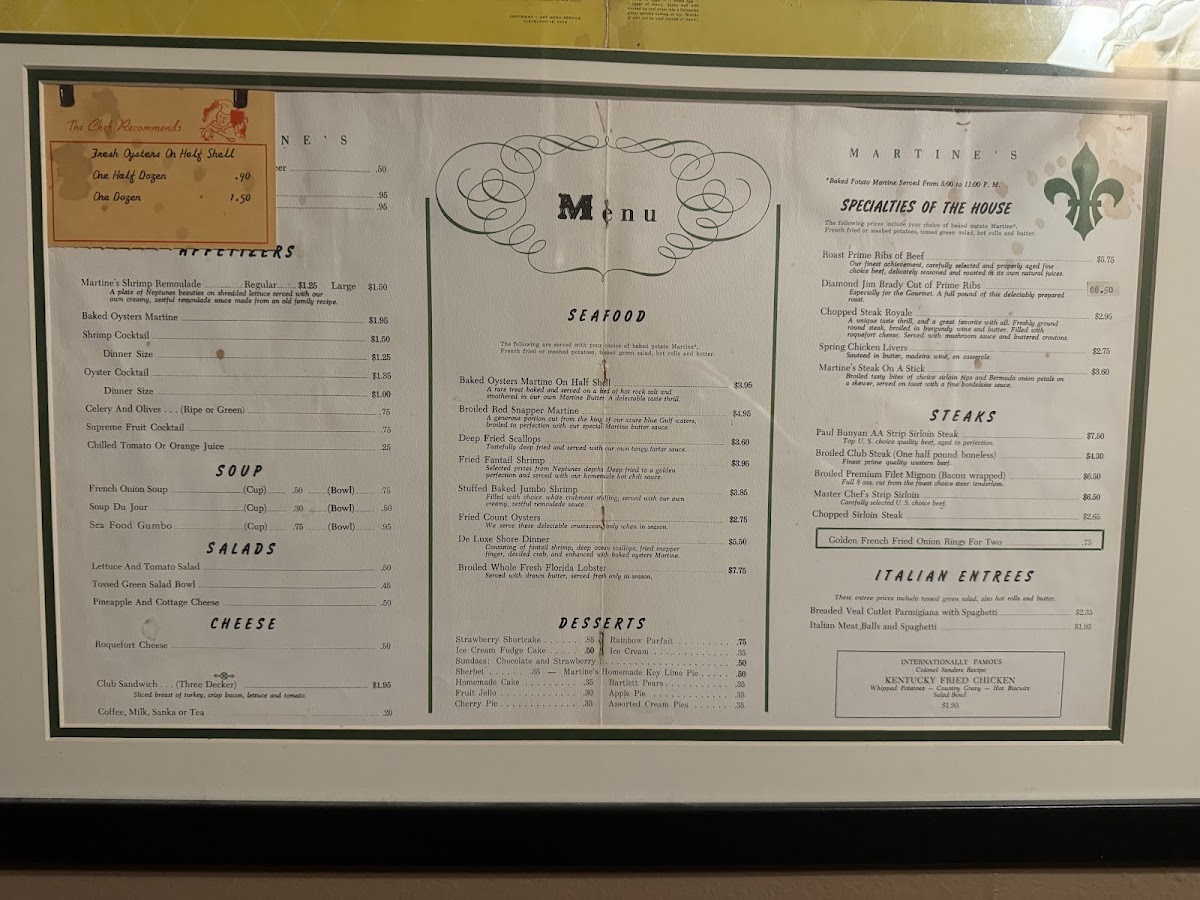 COPYRIGHT - ART MENU SERVICE
The Chef Recommends
Fresh Oysters On Half Shell
One Half Dozen .90
One Dozen 1.50
NE'S
.50
.95
.95
APPETIZERS
Martine's Shrimp Remoulade Regular $1.25 Large $1.50
A plate of Neptunes beauties on shredded lettuce served with our
own creamy, zestful remoulade sauce made from an old family recipe.
Baked Oysters Martine $1.95
Shrimp Cocktail $1.50
Dinner Size $1.25
Oyster Cocktail $1.35
Dinner Size $1.00
Celery And Olives . . . (Ripe or Green) .75
Supreme Fruit Cocktail .75
Chilled Tomato Or Orange Juice .25
SOUP
French Onion Soup (Cup) .50 (Bowl) .75
Soup Du Jour (Cup) .30 (Bowl) .50
Sea Food Gumbo (Cup) .75 (Bowl) .95
SALADS
Lettuce And Tomato Salad .50
Tossed Green Salad Bowl .45
Pineapple And Cottage Cheese .50
CHEESE
Roquefort Cheese .50
Club Sandwich . . . (Three Decker) $1.95
Sliced breast of turkey, crisp bacon, lettuce and tomato.
Coffee, Milk, Sanka or Tea .20
Menu
SEAFOOD
The following are served with your choice of baked potato Martine*,
French fried or mashed potatoes, tossed green salad, hot rolls and butter.
Baked Oysters Martine On Half Shell $3.95
A rare treat baked and served on a bed of hot rock salt and
smothered in our own Martine Butter. A delectable taste thrill.
Broiled Red Snapper Martine $4.95
A generous portion cut from the king of our azure blue Gulf waters,
broiled to perfection with our special Martine butter sauce.
Deep Fried Scallops $3.60
Tastefully deep fried and served with our own tangy tartar sauce.
Fried Fantail Shrimp $3.95
Selected prizes from Neptunes depths Deep fried to a golden
perfection and served with our homemade hot chili sauce.
Stuffed Baked Jumbo Shrimp $3.85
Filled with choice white crabmeat stuffing, served with our own
creamy, zestful remoulade sauce.
Fried Count Oysters $2.75
We serve these delectable crustacean only when in season.
De Luxe Shore Dinner $5.50
Consisting of fantail shrimp, deep ocean scallops, fried snapper
finger, deviled crab, and enhanced with baked oysters Martine.
Broiled Whole Fresh Florida Lobster $7.75
Served with drawn butter, served fresh only in season.
DESSERTS
Strawberry Shortcake . . . . . . .85 Rainbow Parfait . . . . . . . . .75
Ice Cream Fudge Cake . . . . .50 Ice Cream . . . . . . . . . . . . .35
Sundaes: Chocolate and Strawberry . . . . . . . . . . . .50
Sherbet . . . . . . .35 — Martine's Homemade Key Lime Pie . . . . .50
Homemade Cake . . . . . . . .35 Bartlett Pears . . . . . . . . . .35
Fruit Jello . . . . . . . . . . . . .30 Apple Pie . . . . . . . . . . . . .35
Cherry Pie . . . . . . . . . . . . .35 Assorted Cream Pies . . . . . .35
MARTINE'S
*Baked Potato Martine Served From 5:00 to 11:00 P. M.
SPECIALTIES OF THE HOUSE
The following prices include your choice of baked potato Martine*,
French fried or mashed potatoes, tossed green salad, hot rolls and butter.
Roast Prime Ribs of Beef $5.75
Our finest achievement, carefully selected and properly aged fine
choice beef, delicately seasoned and roasted in its own natural juices.
Diamond Jim Brady Cut of Prime Ribs $8.50
Especially for the Gourmet. A full pound of this delectably prepared
roast.
Chopped Steak Royale $2.95
A unique taste thrill, and a great favorite with all. Freshly ground
round steak, broiled in burgundy wine and butter. Filled with
roquefort cheese. Served with mushroom sauce and buttered croutons.
Spring Chicken Livers $2.75
Sauteed in butter, madeira wine, en casserole.
Martine's Steak On A Stick $3.60
Broiled tasty bites of choice sirloin tips and Bermuda onion petals on
a skewer, served on toast with a fine bordelaise sauce.
STEAKS
Paul Bunyan AA Strip Sirloin Steak $7.50
Top U. S. choice quality beef, aged to perfection.
Broiled Club Steak (One half pound boneless) $4.30
Finest prime quality western beef.
Broiled Premium Filet Mignon (Bacon wrapped) $6.50
Full 8 ozs. cut from the finest choice steer tenderloin.
Master Chef's Strip Sirloin $6.50
Carefully selected U. S. choice beef.
Chopped Sirloin Steak $2.65
Golden French Fried Onion Rings For Two .75
ITALIAN ENTREES
These entree prices include tossed green salad, also hot rolls and butter.
Breaded Veal Cutlet Parmigiana with Spaghetti $2.35
Italian Meat Balls and Spaghetti $1.95
INTERNATIONALLY FAMOUS
Colonel Sanders Recipe
KENTUCKY FRIED CHICKEN
Whipped Potatoes — Country Gravy — Hot Biscuits
Salad Bowl
$1.95